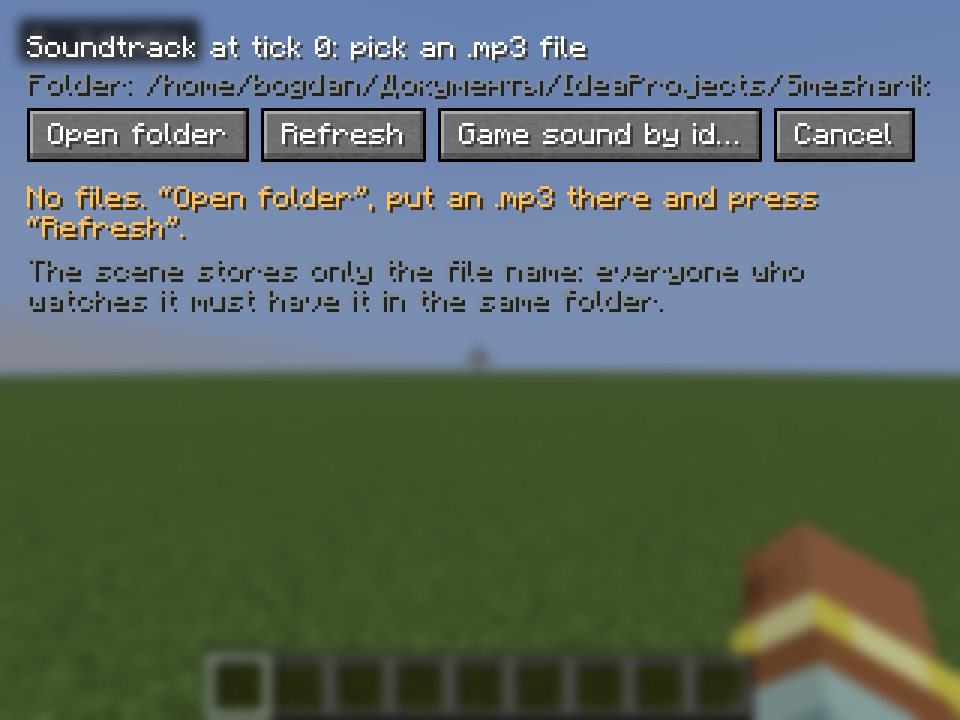 Soundtrack at tick 0: pick an .mp3 file
Folder: /home/bogdan/Документы/IdeaProjects/Smesharik
Open folder
Refresh
Game sound by id...
Cancel
No files. "Open folder", put an .mp3 there and press
"Refresh".
The scene stores only the file name: everyone who
watches it must have it in the same folder.